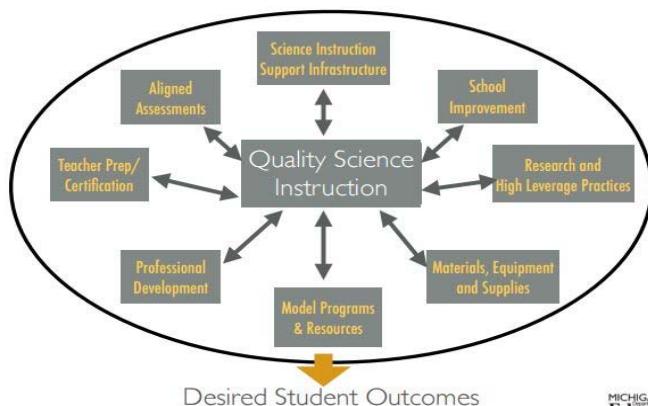 Science Instruction
Support Infrastructure
Aligned
Assessments
School
Improvement
Teacher Prep/
Certification
Quality Science
Instruction
Research and
High Leverage Practices
Professional
Development
Materials, Equipment
and Supplies
Model Programs
& Resources
Desired Student Outcomes